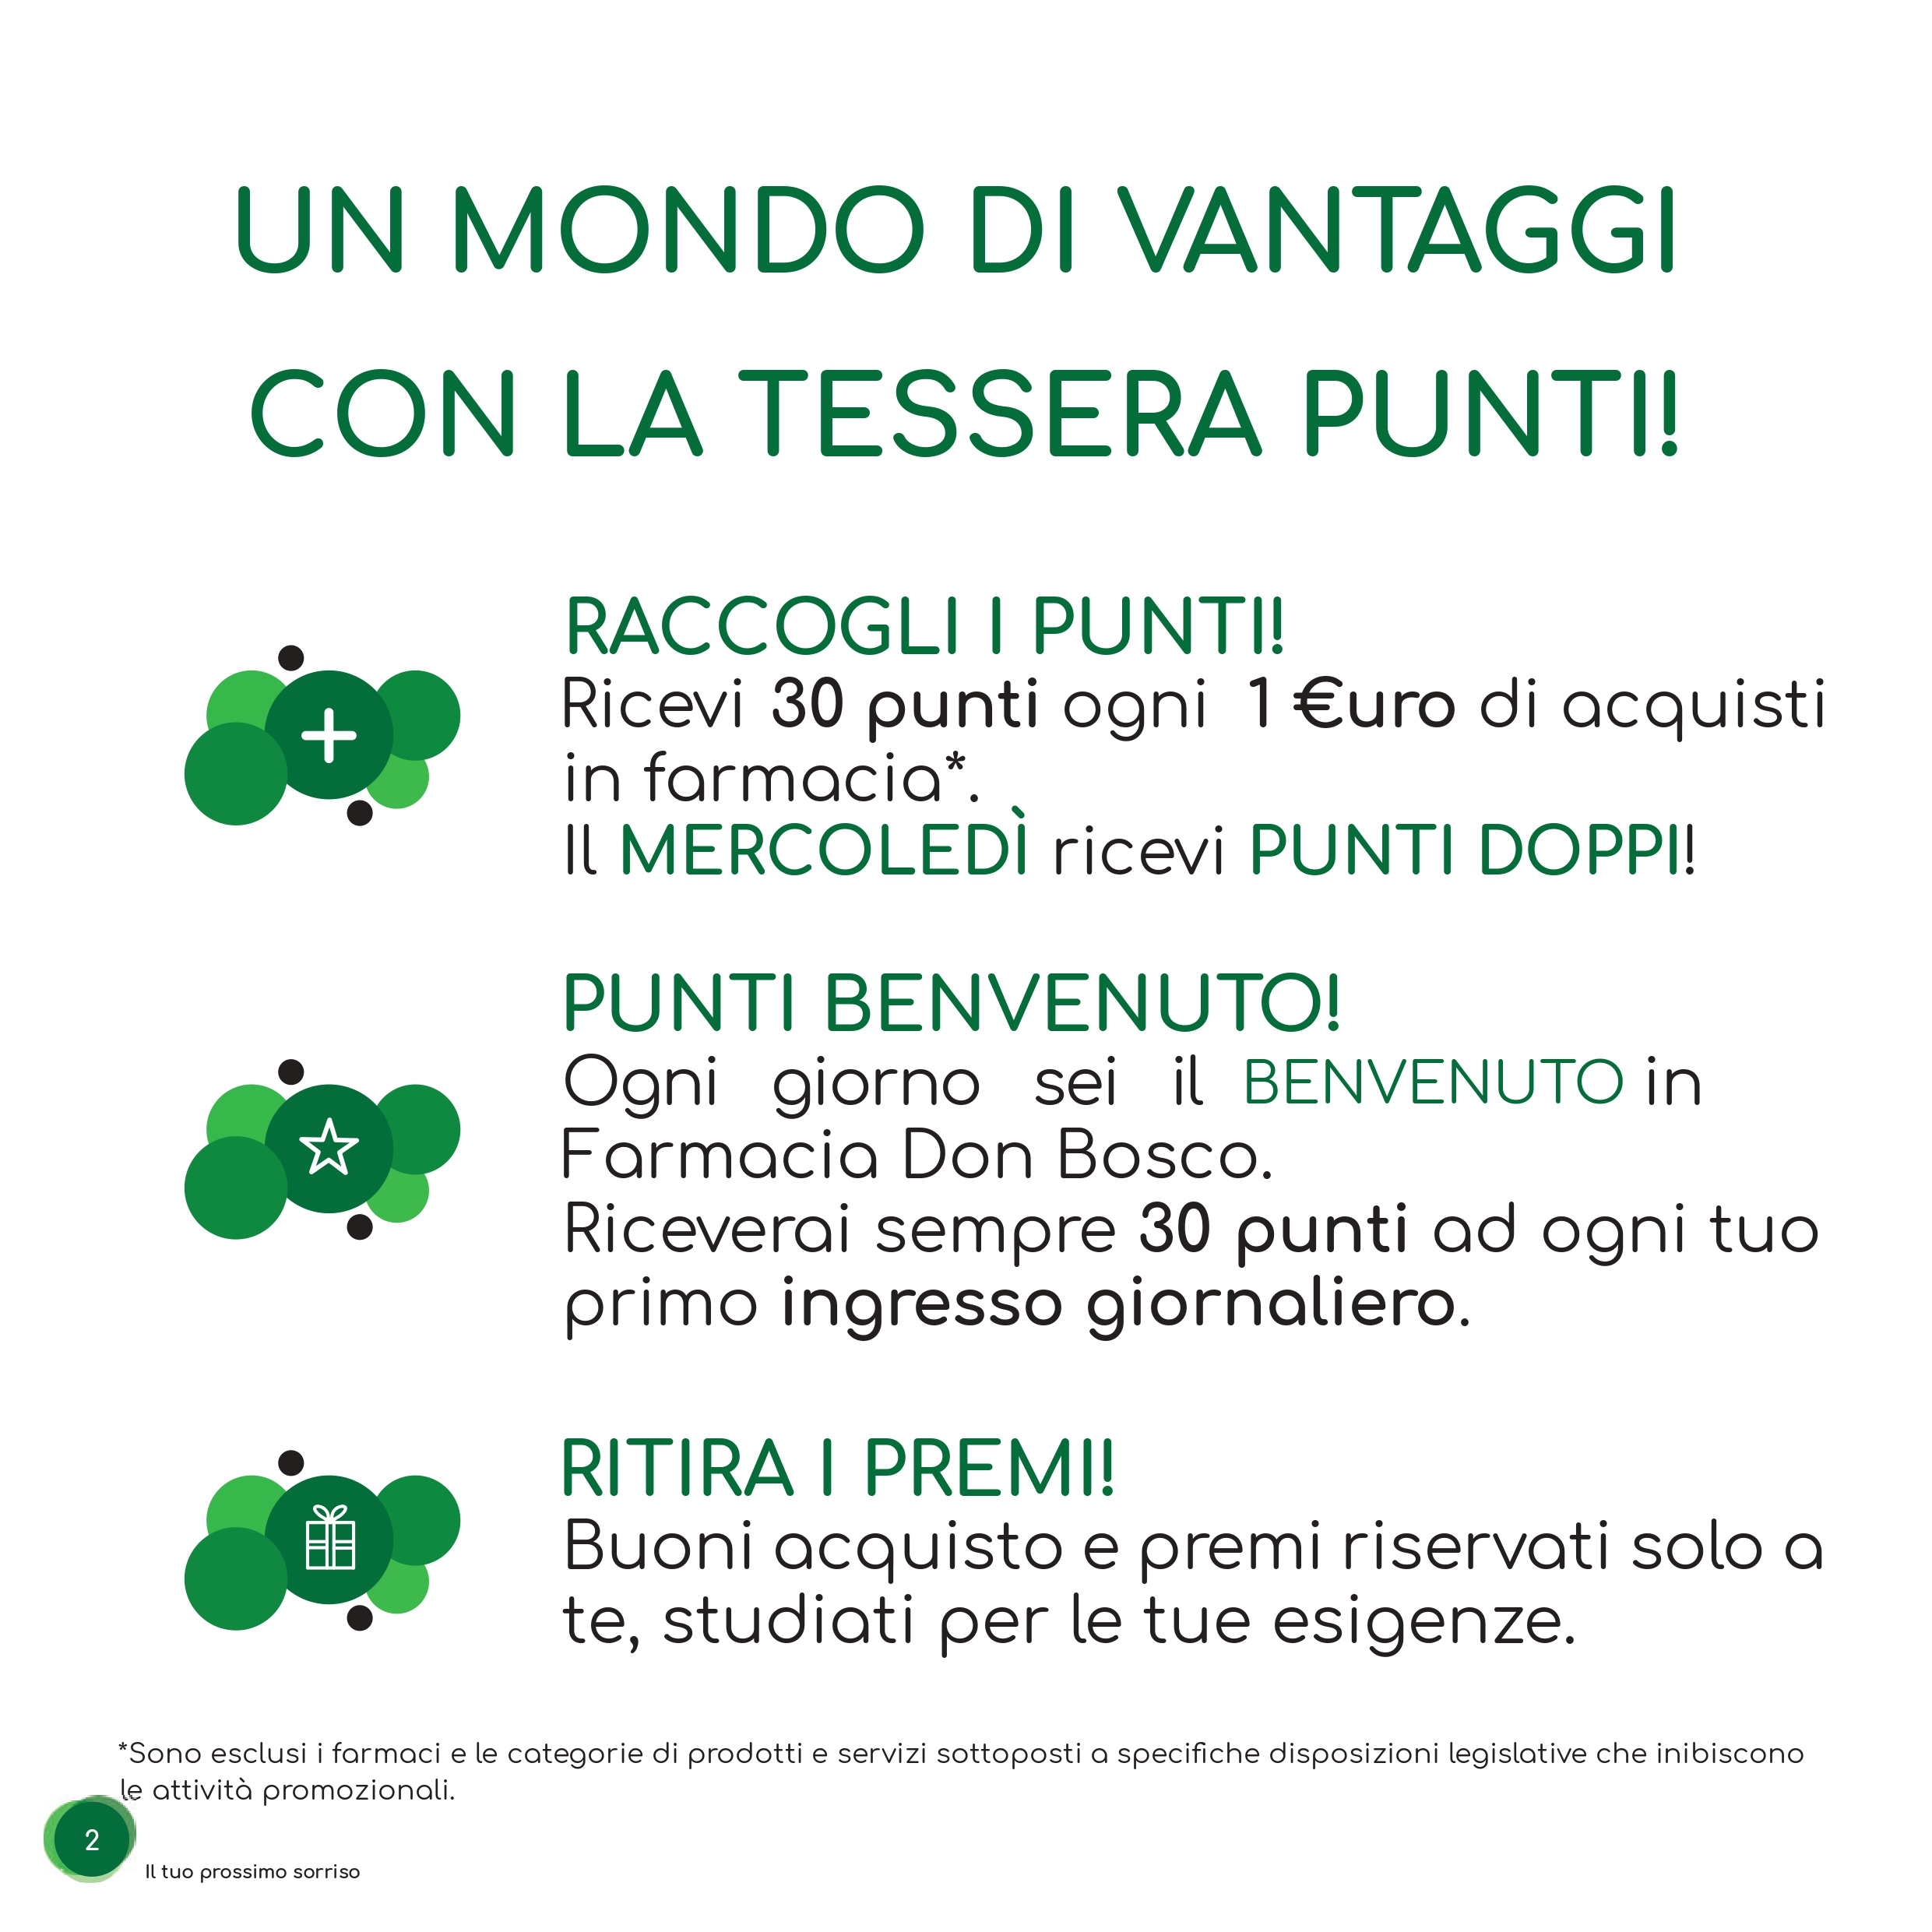 UN MONDO DI VANTAGGI
CON LA TESSERA PUNTI!
RACCOGLI I PUNTI!
Ricevi 30 punti ogni 1 €uro di acquisti
in farmacia*.
Il MERCOLEDÌ ricevi PUNTI DOPPI!
PUNTI BENVENUTO!
Ogni giorno sei il BENVENUTO in
Farmacia Don Bosco.
Riceverai sempre 30 punti ad ogni tuo
primo ingresso giornaliero.
RITIRA I PREMI!
Buoni acquisto e premi riservati solo a
te, studiati per le tue esigenze.
*Sono esclusi i farmaci e le categorie di prodotti e servizi sottoposti a specifiche disposizioni legislative che inibiscono
le attività promozionali.
2
Il tuo prossimo sorriso